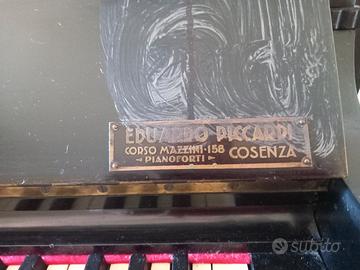 EDUARDO PICCARDI
CORSO MAZZINI·158 COSENZA
PIANOFORTI
subito